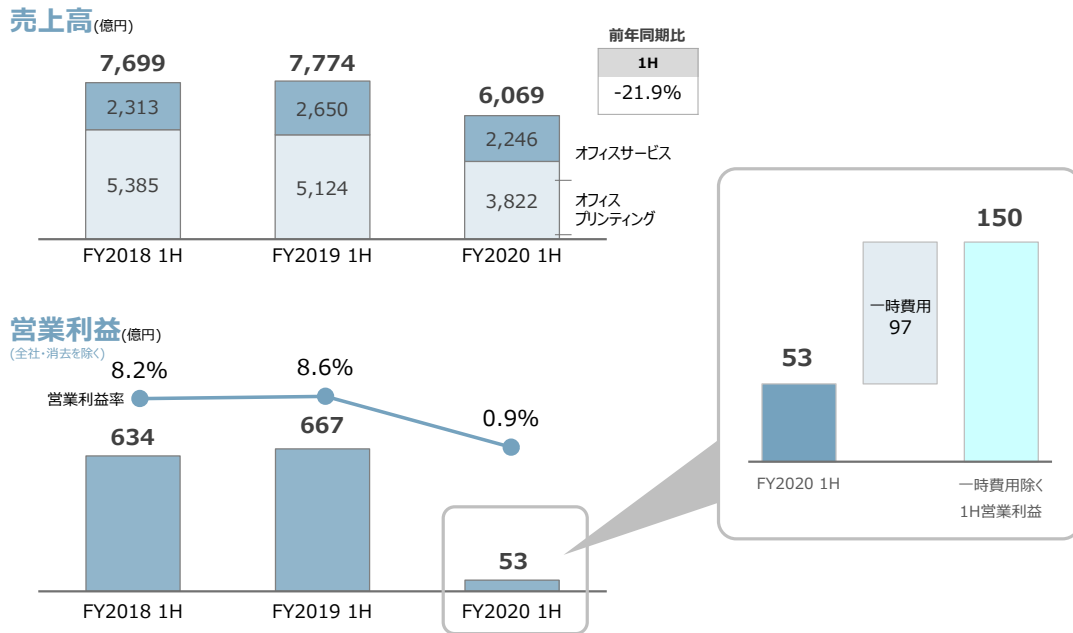 売上高(億円)
前年同期比
1H
-21.9%
7,699
7,774
6,069
2,313
2,650
2,246
オフィスサービス
5,385
5,124
3,822
オフィス
プリンティング
FY2018 1H
FY2019 1H
FY2020 1H
営業利益(億円)
(全社・消去を除く)
8.2%
8.6%
0.9%
営業利益率
634
667
53
FY2018 1H
FY2019 1H
FY2020 1H
150
一時費用
97
53
FY2020 1H
一時費用除く
1H営業利益